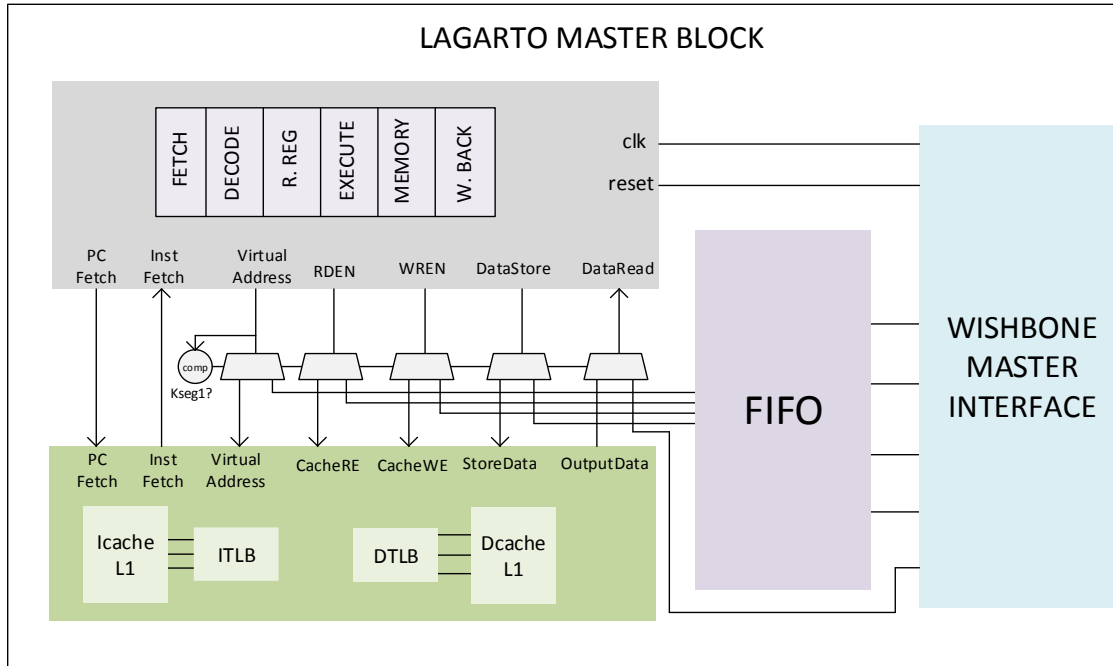 LAGARTO MASTER BLOCK
FETCH
DECODE
R. REG
EXECUTE
MEMORY
W. BACK
clk
reset
PC
Fetch
Inst
Fetch
Virtual
Address
RDEN
WREN
DataStore
DataRead
comp
Kseg1?
FIFO
WISHBONE
MASTER
INTERFACE
PC
Fetch
Inst
Fetch
Virtual
Address
CacheRE
CacheWE
StoreData
OutputData
Icache
L1
ITLB
DTLB
Dcache
L1